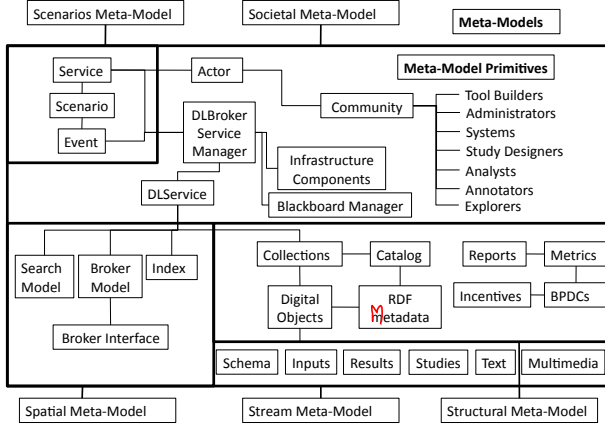 Scenarios Meta-Model
Societal Meta-Model
Meta-Models
Service
Actor
Meta-Model Primitives
Scenario
Event
DLBroker
Service
Manager
Community
Tool Builders
Administrators
Systems
Study Designers
Analysts
Annotators
Explorers
Infrastructure
Components
DLService
Blackboard Manager
Search
Model
Broker
Model
Index
Collections
Catalog
Reports
Metrics
Digital
Objects
RDF
Metadata
Incentives
BPDCs
Broker Interface
Schema
Inputs
Results
Studies
Text
Multimedia
Spatial Meta-Model
Stream Meta-Model
Structural Meta-Model